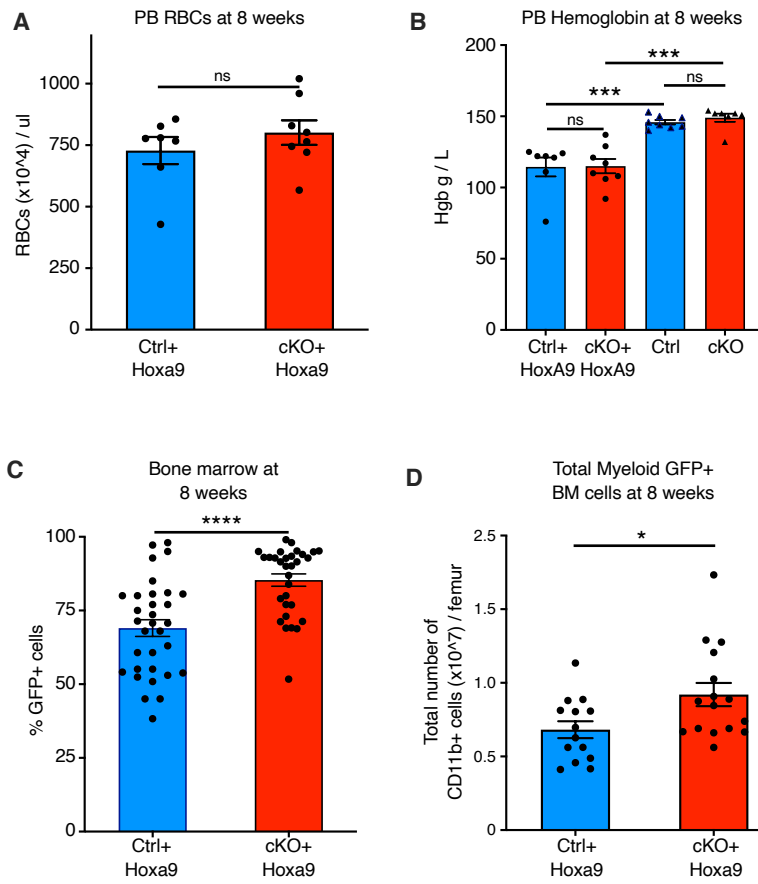 A
PB RBCs at 8 weeks
ns
1000
750
500
250
0
RBCs (x10^4) / ul
Ctrl+
Hoxa9
cKO+
Hoxa9
B
PB Hemoglobin at 8 weeks
***
***
ns
ns
200
150
100
50
0
Hgb g / L
Ctrl+
HoxA9
cKO+
HoxA9
Ctrl
cKO
C
Bone marrow at
8 weeks
****
100
75
50
25
0
% GFP+ cells
Ctrl+
Hoxa9
cKO+
Hoxa9
D
Total Myeloid GFP+
BM cells at 8 weeks
*
2.5
1.5
1.0
0.5
0
Total number of
CD11b+ cells (x10^7) / femur
Ctrl+
Hoxa9
cKO+
Hoxa9